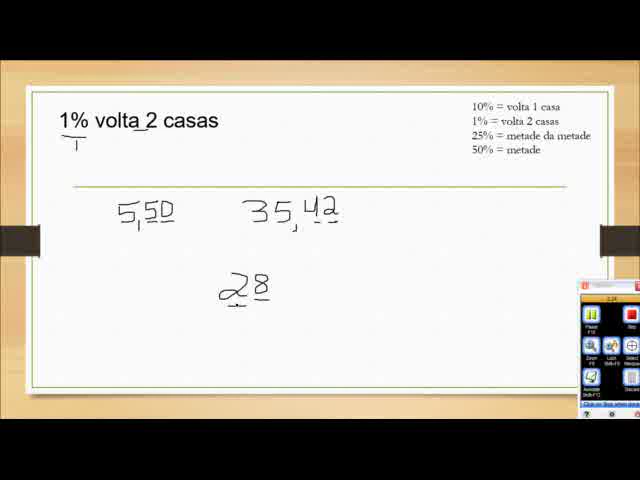 1% volta 2 casas
10% = volta 1 casa
1% = volta 2 casas
25% = metade da metade
50% = metade
5,50 35,42
28